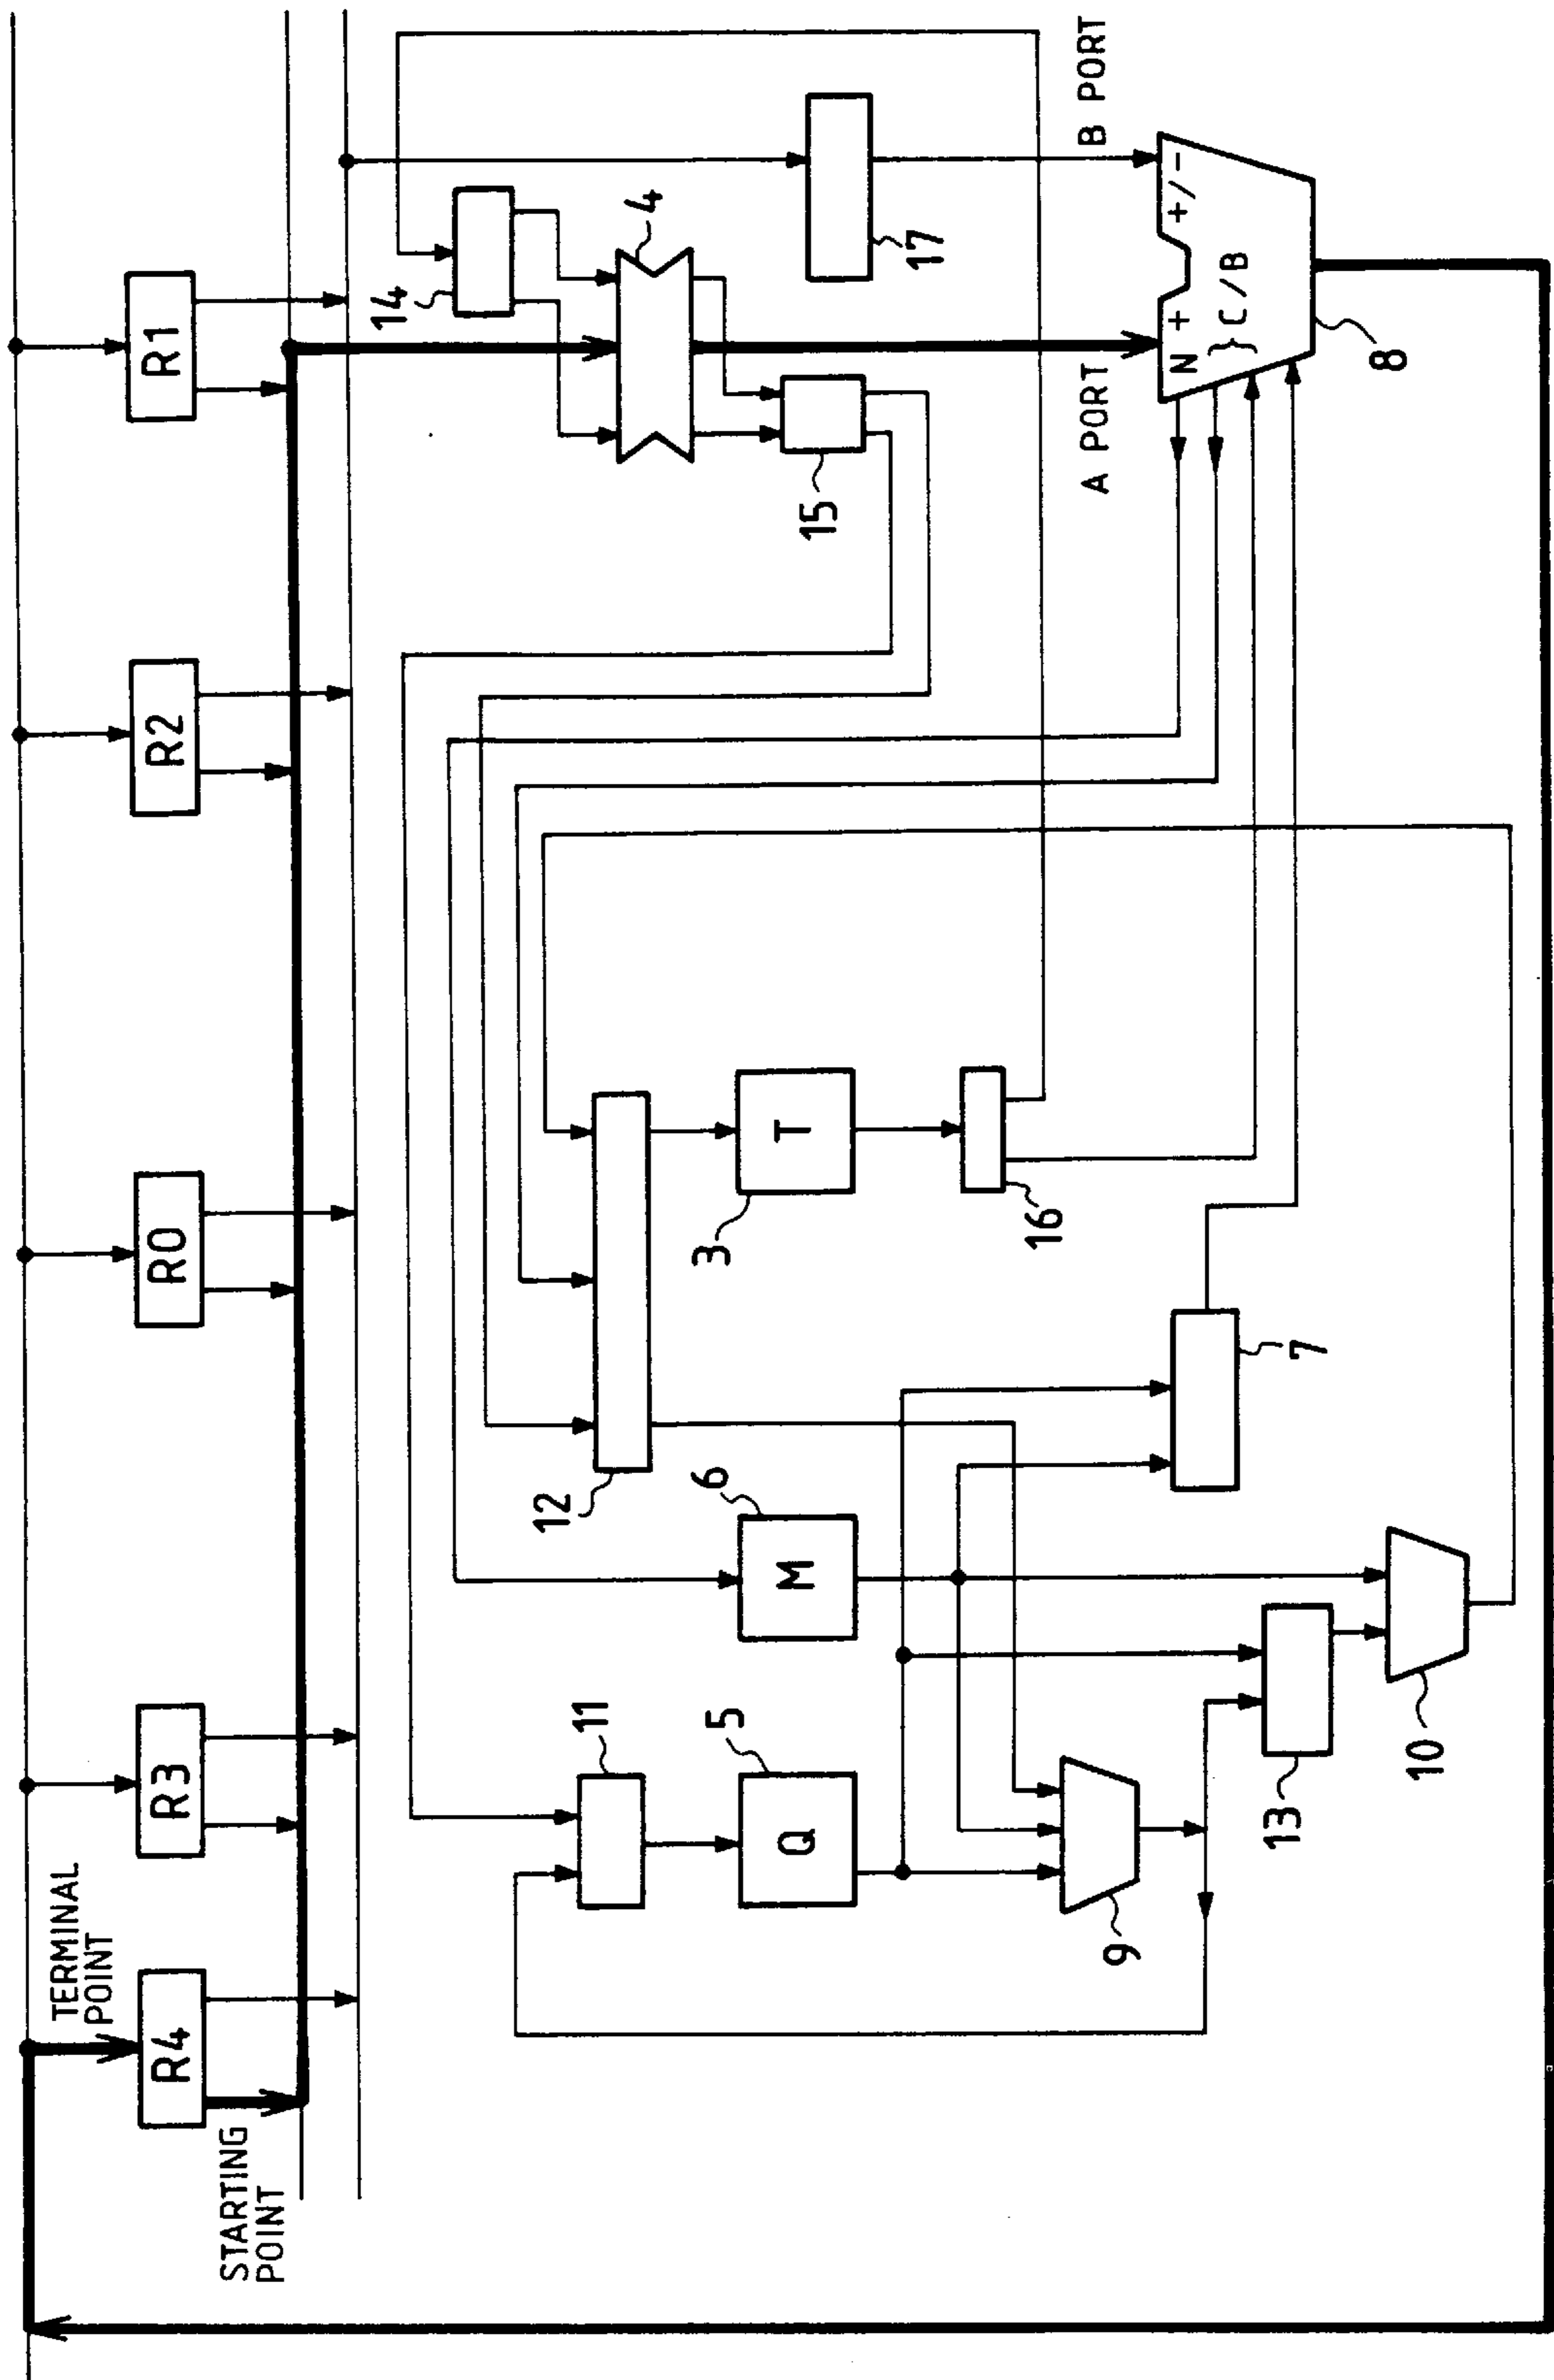 TERMINAL
POINT
R4
R3
R0
R2
R1
STARTING
POINT
14
4
12
11
6
3
5
M
T
Q
15
17
16
9
13
7
10
A PORT
B PORT
N + +/-
} C/B
8